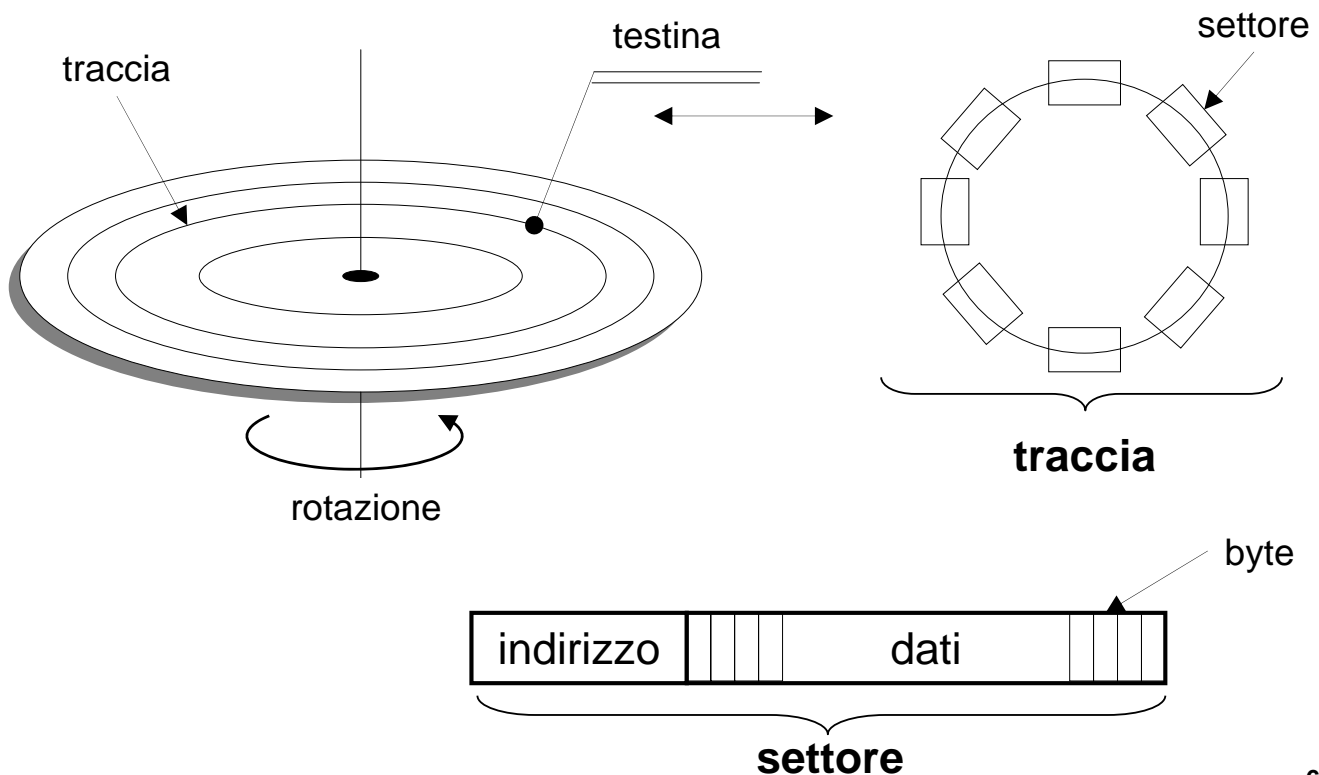 testina
settore
traccia
traccia
rotazione
byte
indirizzo
dati
settore